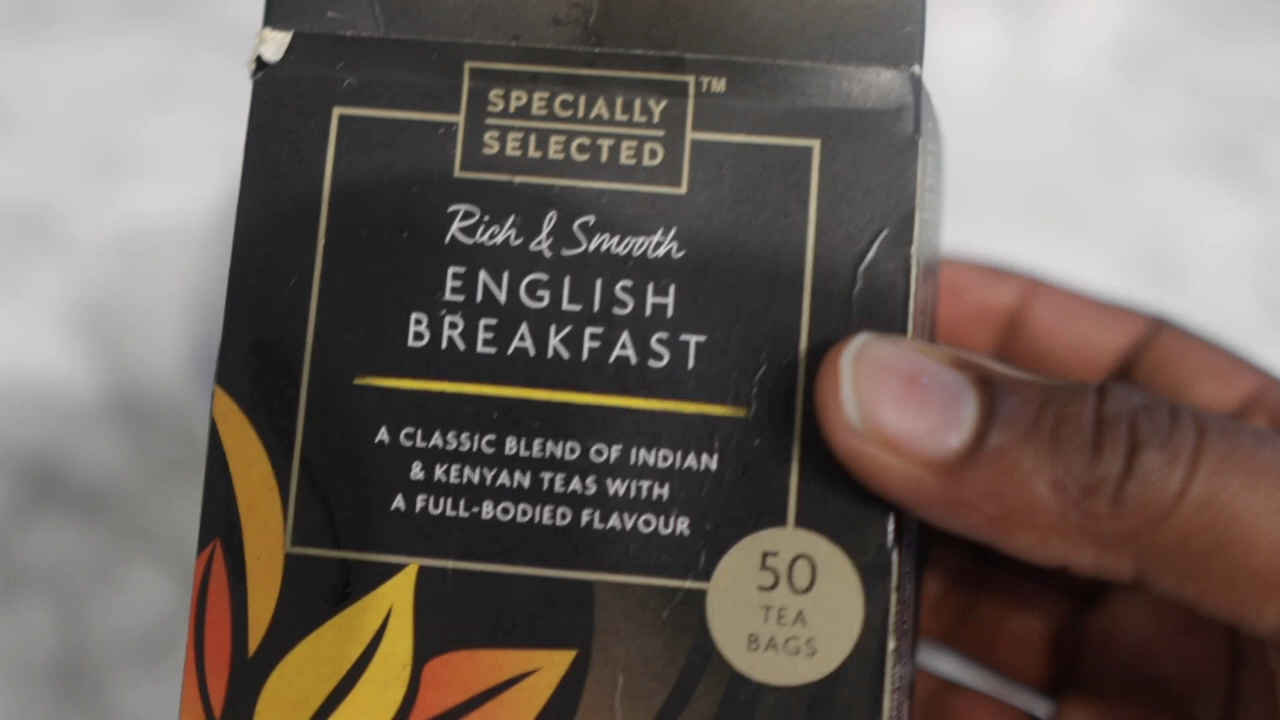 SPECIALLY
SELECTED
™
Rich & Smooth
ENGLISH
BREAKFAST
A CLASSIC BLEND OF INDIAN
& KENYAN TEAS WITH
A FULL-BODIED FLAVOUR
50
TEA
BAGS